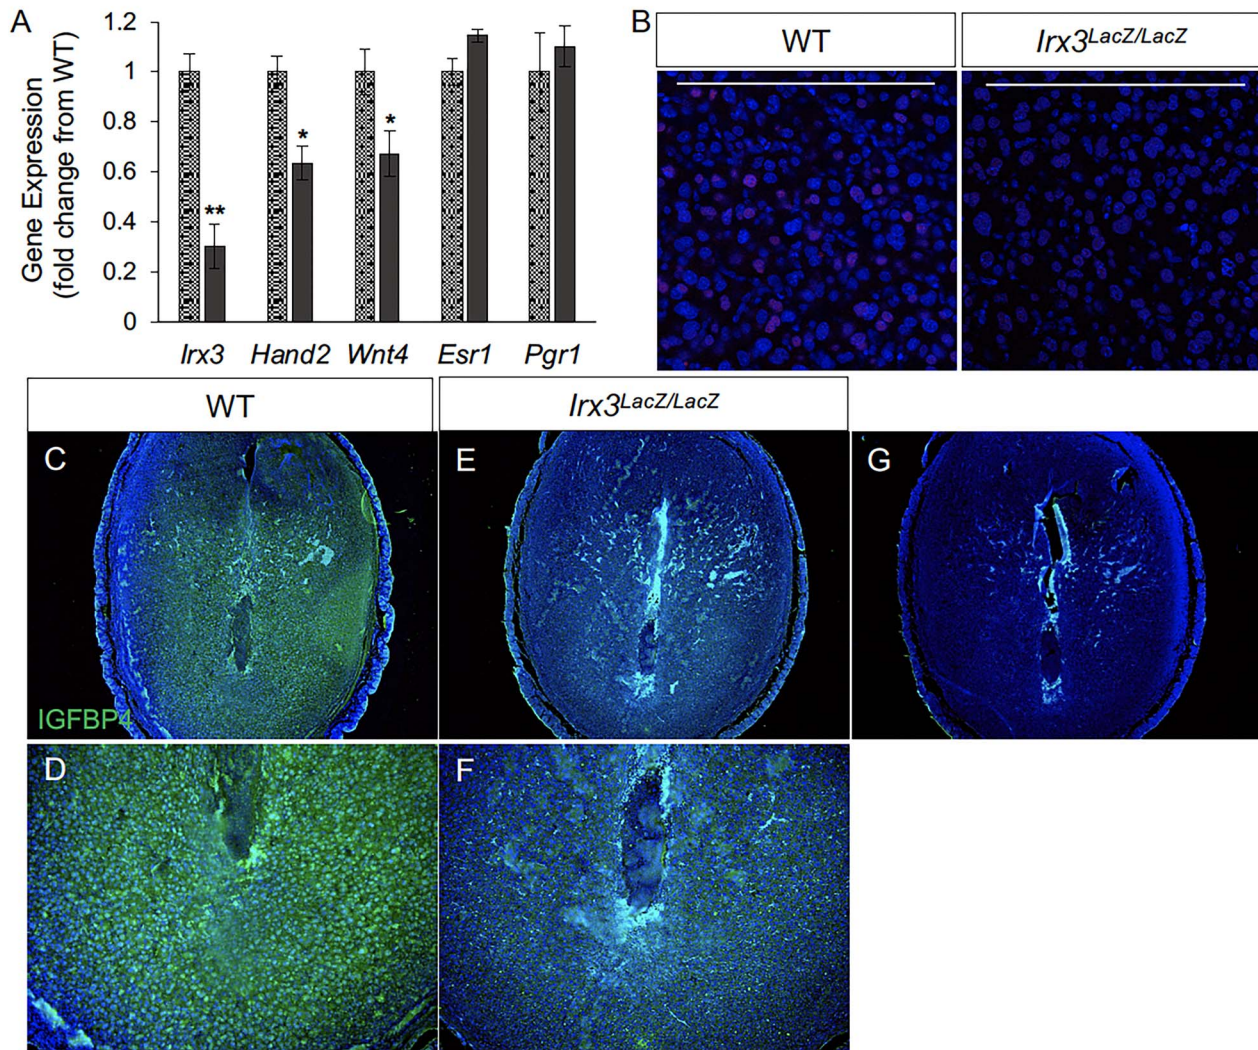 A
Gene Expression
(fold change from WT)
1.2
1
0.8
0.6
0.4
0.2
0
**
*
*
Irx3 Hand2 Wnt4 Esr1 Pgr1
B
WT
Irx3LacZ/LacZ
WT
Irx3LacZ/LacZ
C
IGFBP4
E
G
D
F